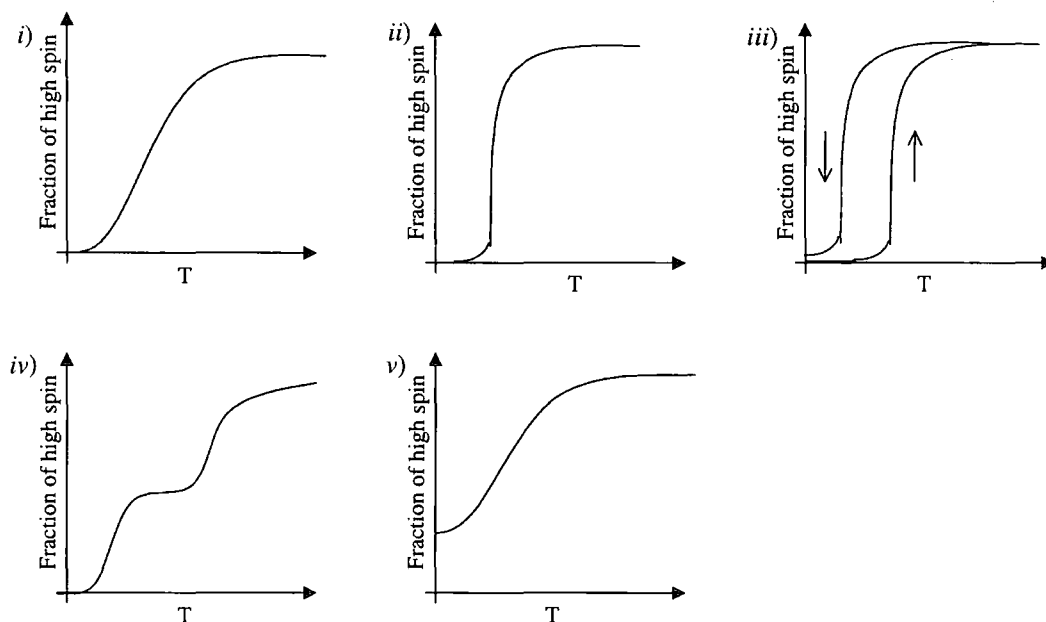 i)
Fraction of high spin
T
ii)
Fraction of high spin
T
iii)
Fraction of high spin
T
iv)
Fraction of high spin
T
v)
Fraction of high spin
T